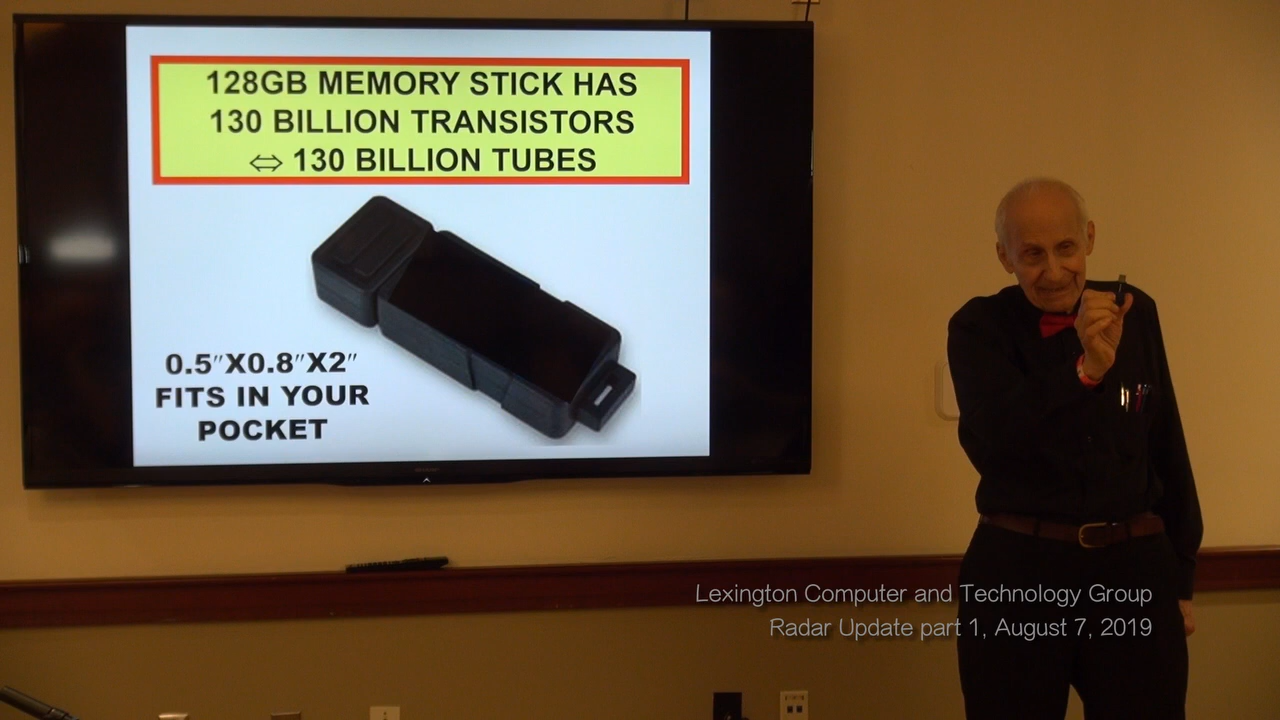 128GB MEMORY STICK HAS
130 BILLION TRANSISTORS
⇔ 130 BILLION TUBES
0.5″X0.8″X2″
FITS IN YOUR
POCKET
SHARP
Lexington Computer and Technology Group
Radar Update part 1, August 7, 2019